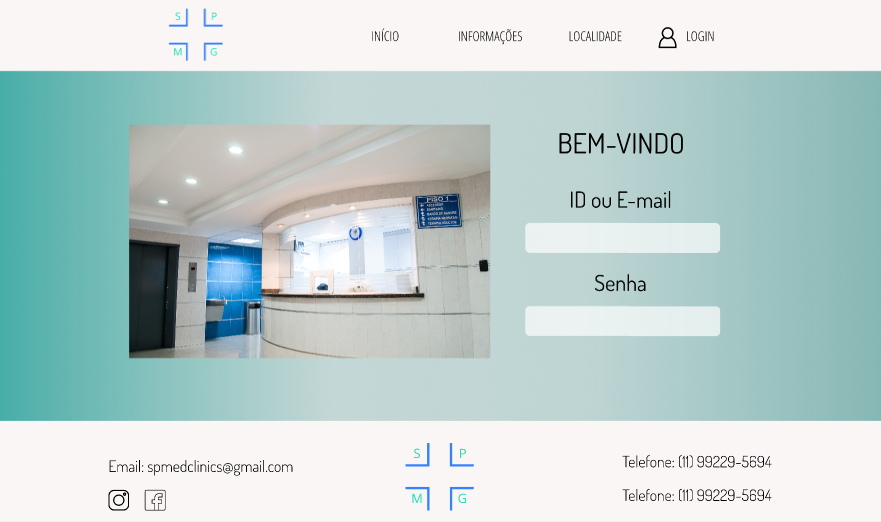 S P
M G
INÍCIO
INFORMAÇÕES
LOCALIDADE
LOGIN
BEM-VINDO
ID ou E-mail
Senha
PISO 1
Email: spmedclinics@gmail.com
S P
M G
Telefone: (11) 99229-5694
Telefone: (11) 99229-5694